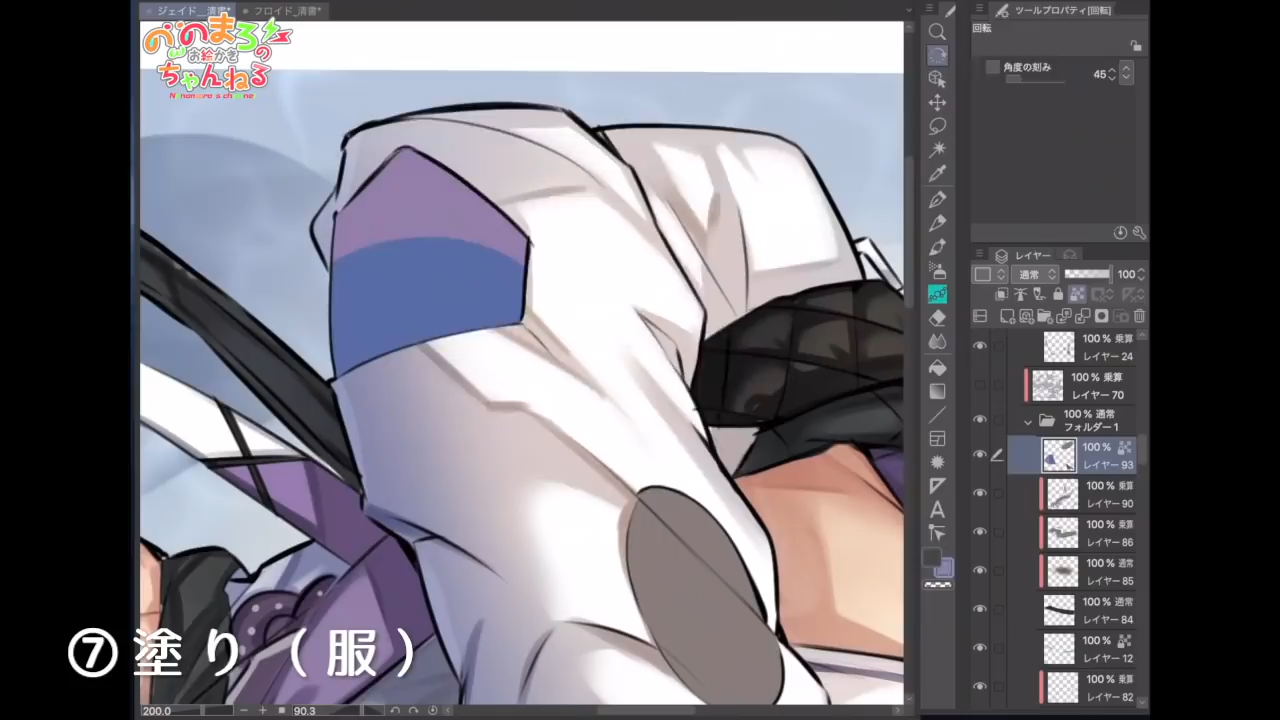 ジェイド_清書*
フロイド_清書*
ののまろの
お絵かき
ちゃんねる
Nonomaro's channel
⑦塗り（服）
200.0
90.3
ツールプロパティ[回転]
回転
角度の刻み 45
レイヤー
通常 100
100 % 乗算
レイヤー 24
100 % 乗算
レイヤー 70
100 % 通常
フォルダー 1
100 %
レイヤー 93
100 % 乗算
レイヤー 90
100 % 乗算
レイヤー 86
100 % 通常
レイヤー 85
100 % 通常
レイヤー 84
100 %
レイヤー 12
100 % 乗算
レイヤー 82